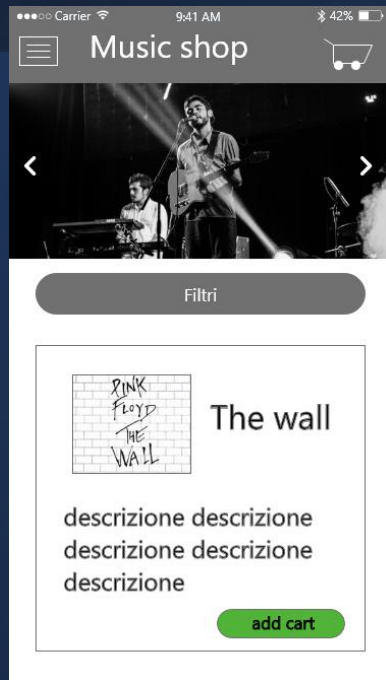 Carrier 9:41 AM 42%
Music shop
Filtri
PINK
FLOYD
THE
WALL
The wall
descrizione descrizione
descrizione descrizione
descrizione
add cart